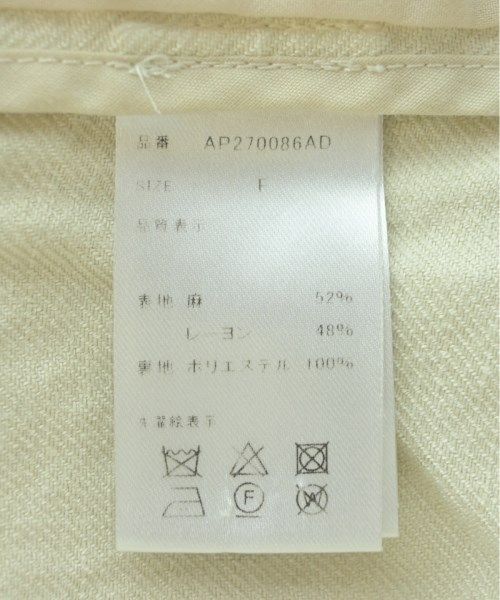 品番 AP270086AD
SIZE F
品質表示
表地 麻 52%
レーヨン 48%
裏地 ポリエステル 100%
洗濯絵表示
F
W